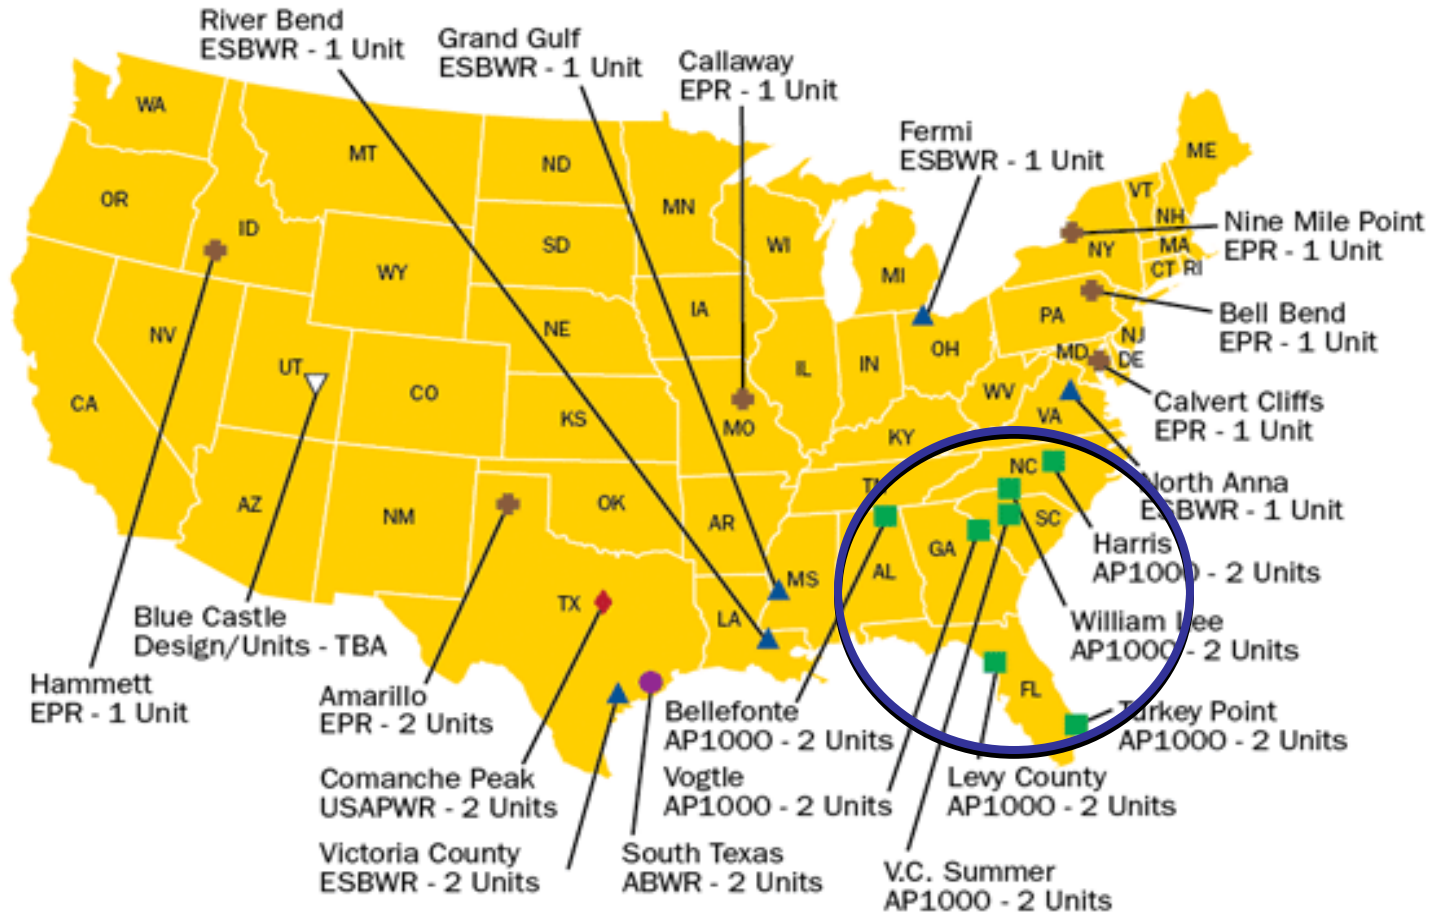 River Bend
ESBWR - 1 Unit
Grand Gulf
ESBWR - 1 Unit
Callaway
EPR - 1 Unit
Fermi
ESBWR - 1 Unit
WA
MT
ND
MN
ME
VT
NH
OR
ID
SD
WI
MI
NY
MA
CT
RI
Nine Mile Point
EPR - 1 Unit
WY
IA
PA
NJ
Bell Bend
EPR - 1 Unit
NV
UT
NE
IL
IN
OH
MD
DE
CA
CO
KS
MO
WV
VA
KY
Calvert Cliffs
EPR - 1 Unit
AZ
NM
OK
AR
TN
NC
SC
North Anna
ESBWR - 1 Unit
TX
LA
MS
AL
GA
FL
Harris
AP1000 - 2 Units
William Lee
AP1000 - 2 Units
Turkey Point
AP1000 - 2 Units
Blue Castle
Design/Units - TBA
Hammett
EPR - 1 Unit
Amarillo
EPR - 2 Units
Bellefonte
AP1000 - 2 Units
Comanche Peak
USAPWR - 2 Units
Vogtle
AP1000 - 2 Units
Levy County
AP1000 - 2 Units
Victoria County
ESBWR - 2 Units
South Texas
ABWR - 2 Units
V.C. Summer
AP1000 - 2 Units